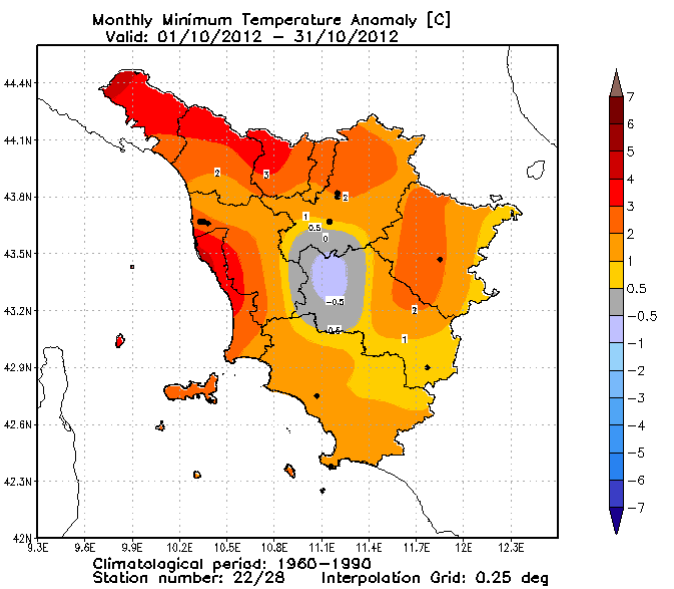 Monthly Minimum Temperature Anomaly [C]
Valid: 01/10/2012 - 31/10/2012
44.4N
44.1N
43.8N
43.5N
43.2N
42.9N
42.6N
42.3N
42N
2
3
2
1
0.5
0
-0.5
0.5
2
1
9.3E 9.6E 9.9E 10.2E 10.5E 10.8E 11.1E 11.4E 11.7E 12E 12.3E
Climatological period: 1960-1990
Station number: 22/28 Interpolation Grid: 0.25 deg
7
6
5
4
3
2
1
0.5
-0.5
-1
-2
-3
-4
-5
-6
-7